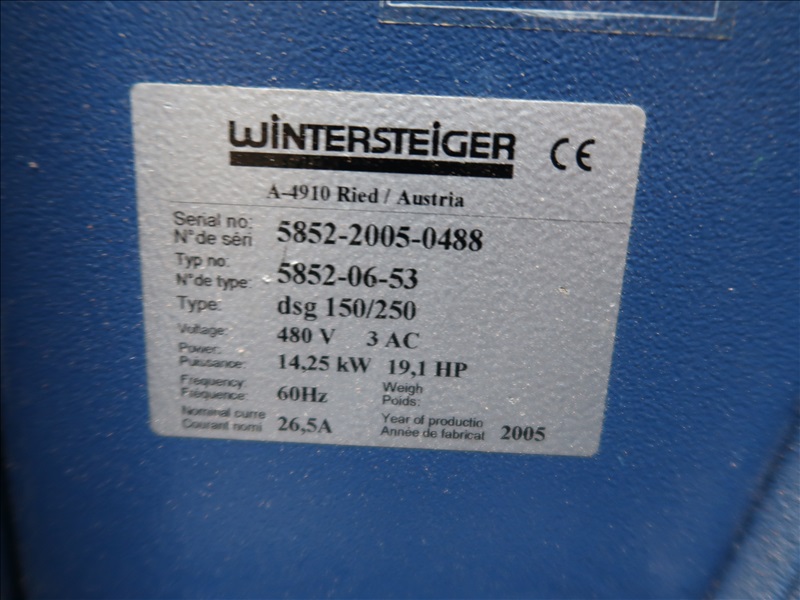 WiNTERSTEiGER CE
A-4910 Ried / Austria
Serial no: 5852-2005-0488
N° de séri
Typ no: 5852-06-53
N° de type:
Type: dsg 150/250
Voltage: 480 V 3 AC
Power: 14,25 kW 19,1 HP
Puissance:
Frequency: 60Hz Weigh
Fréquence: Poids:
Nominal curre 26,5A Year of productio 2005
Courant nomi Année de fabricat